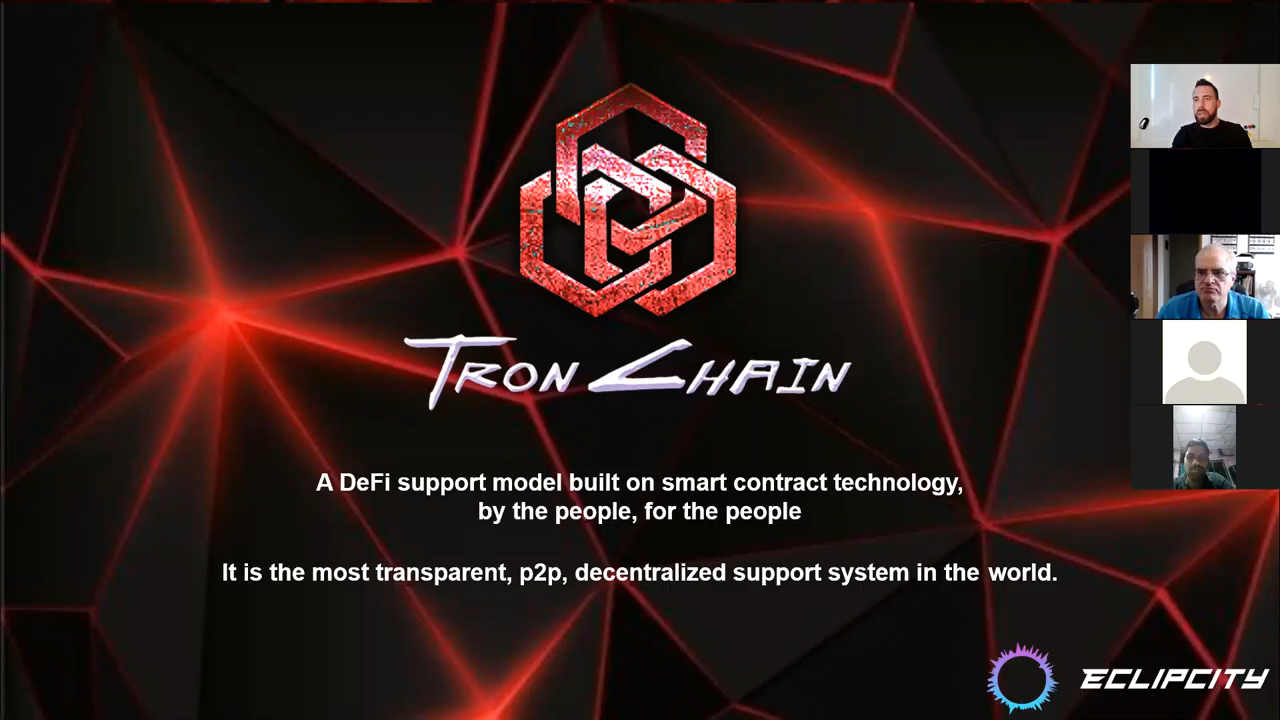 TRON CHAIN
A DeFi support model built on smart contract technology,
by the people, for the people
It is the most transparent, p2p, decentralized support system in the world.
ECLIPCITY